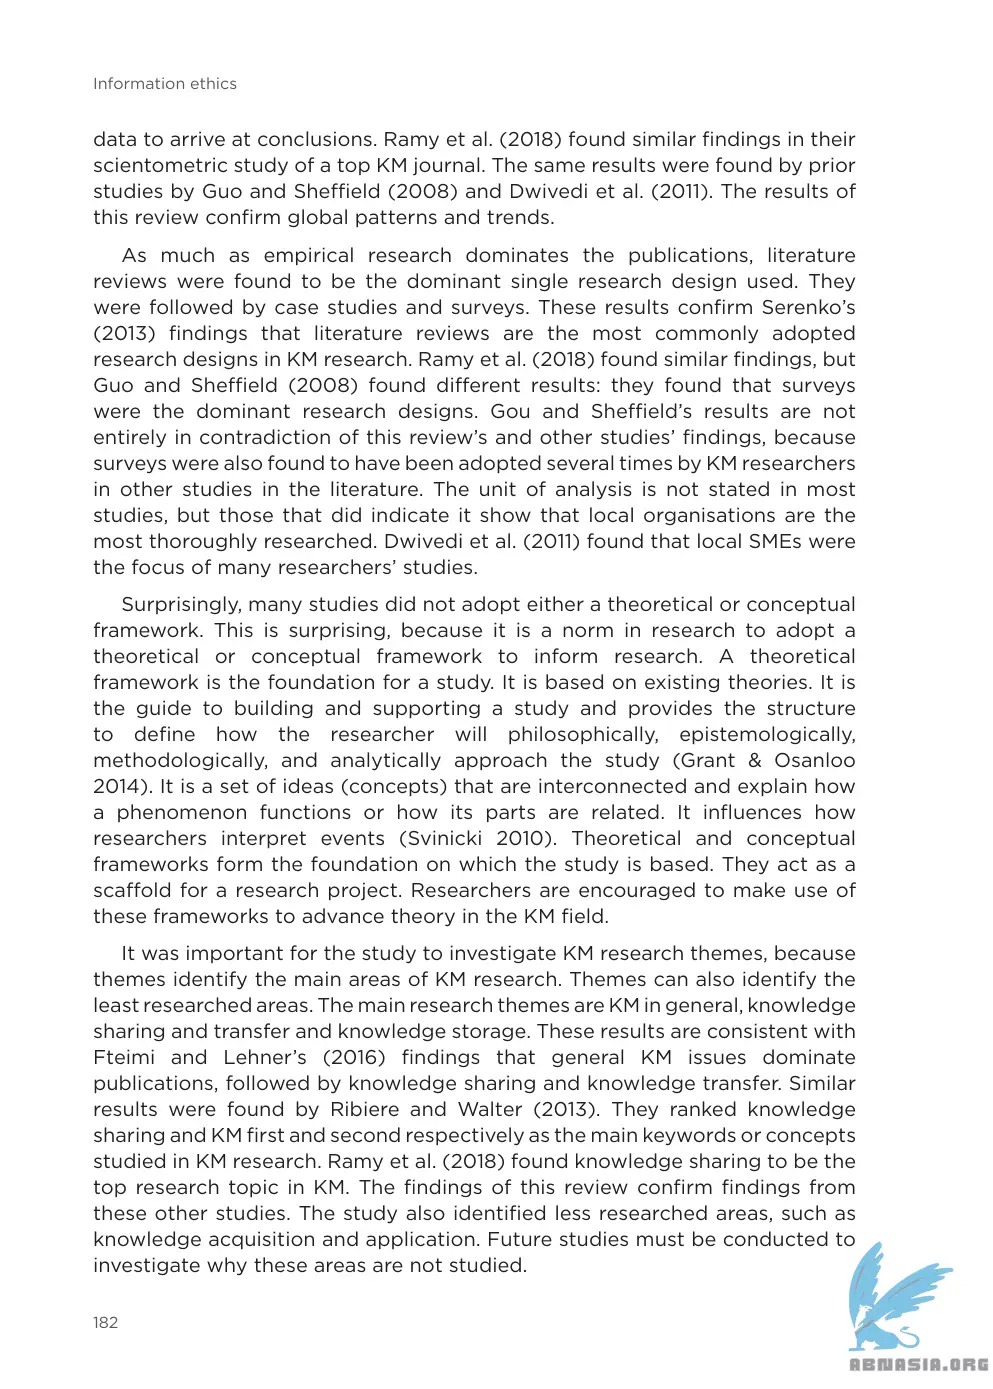 Information ethics
data to arrive at conclusions. Ramy et al. (2018) found similar findings in their
scientometric study of a top KM journal. The same results were found by prior
studies by Guo and Sheffield (2008) and Dwivedi et al. (2011). The results of
this review confirm global patterns and trends.
As much as empirical research dominates the publications, literature
reviews were found to be the dominant single research design used. They
were followed by case studies and surveys. These results confirm Serenko’s
(2013) findings that literature reviews are the most commonly adopted
research designs in KM research. Ramy et al. (2018) found similar findings, but
Guo and Sheffield (2008) found different results: they found that surveys
were the dominant research designs. Gou and Sheffield’s results are not
entirely in contradiction of this review’s and other studies’ findings, because
surveys were also found to have been adopted several times by KM researchers
in other studies in the literature. The unit of analysis is not stated in most
studies, but those that did indicate it show that local organisations are the
most thoroughly researched. Dwivedi et al. (2011) found that local SMEs were
the focus of many researchers’ studies.
Surprisingly, many studies did not adopt either a theoretical or conceptual
framework. This is surprising, because it is a norm in research to adopt a
theoretical or conceptual framework to inform research. A theoretical
framework is the foundation for a study. It is based on existing theories. It is
the guide to building and supporting a study and provides the structure
to define how the researcher will philosophically, epistemologically,
methodologically, and analytically approach the study (Grant & Osanloo
2014). It is a set of ideas (concepts) that are interconnected and explain how
a phenomenon functions or how its parts are related. It influences how
researchers interpret events (Svinicki 2010). Theoretical and conceptual
frameworks form the foundation on which the study is based. They act as a
scaffold for a research project. Researchers are encouraged to make use of
these frameworks to advance theory in the KM field.
It was important for the study to investigate KM research themes, because
themes identify the main areas of KM research. Themes can also identify the
least researched areas. The main research themes are KM in general, knowledge
sharing and transfer and knowledge storage. These results are consistent with
Fteimi and Lehner’s (2016) findings that general KM issues dominate
publications, followed by knowledge sharing and knowledge transfer. Similar
results were found by Ribiere and Walter (2013). They ranked knowledge
sharing and KM first and second respectively as the main keywords or concepts
studied in KM research. Ramy et al. (2018) found knowledge sharing to be the
top research topic in KM. The findings of this review confirm findings from
these other studies. The study also identified less researched areas, such as
knowledge acquisition and application. Future studies must be conducted to
investigate why these areas are not studied.
182
ABNASIA.ORG